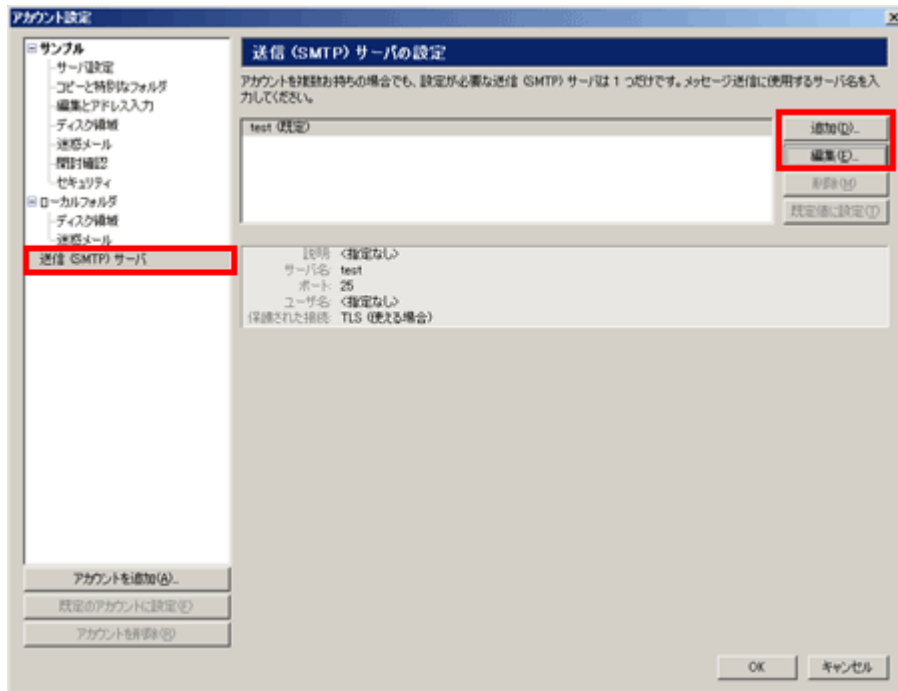 アカウント設定
サンプル
サーバ設定
コピーと特別なフォルダ
編集とアドレス入力
ディスク領域
迷惑メール
開封確認
セキュリティ
ローカルフォルダ
ディスク領域
迷惑メール
送信 (SMTP) サーバ
アカウントを追加(A)...
既定のアカウントに設定(F)
アカウントを削除(R)
送信 (SMTP) サーバの設定
アカウントを複数お持ちの場合でも、設定が必要な送信 (SMTP) サーバは 1 つだけです。メッセージ送信に使用するサーバ名を入
力してください。
test (既定)
追加(D)...
編集(E)...
削除(M)
既定値に設定(T)
説明: <指定なし>
サーバ名: test
ポート: 25
ユーザ名: <指定なし>
保護された接続: TLS (使える場合)
OK
キャンセル